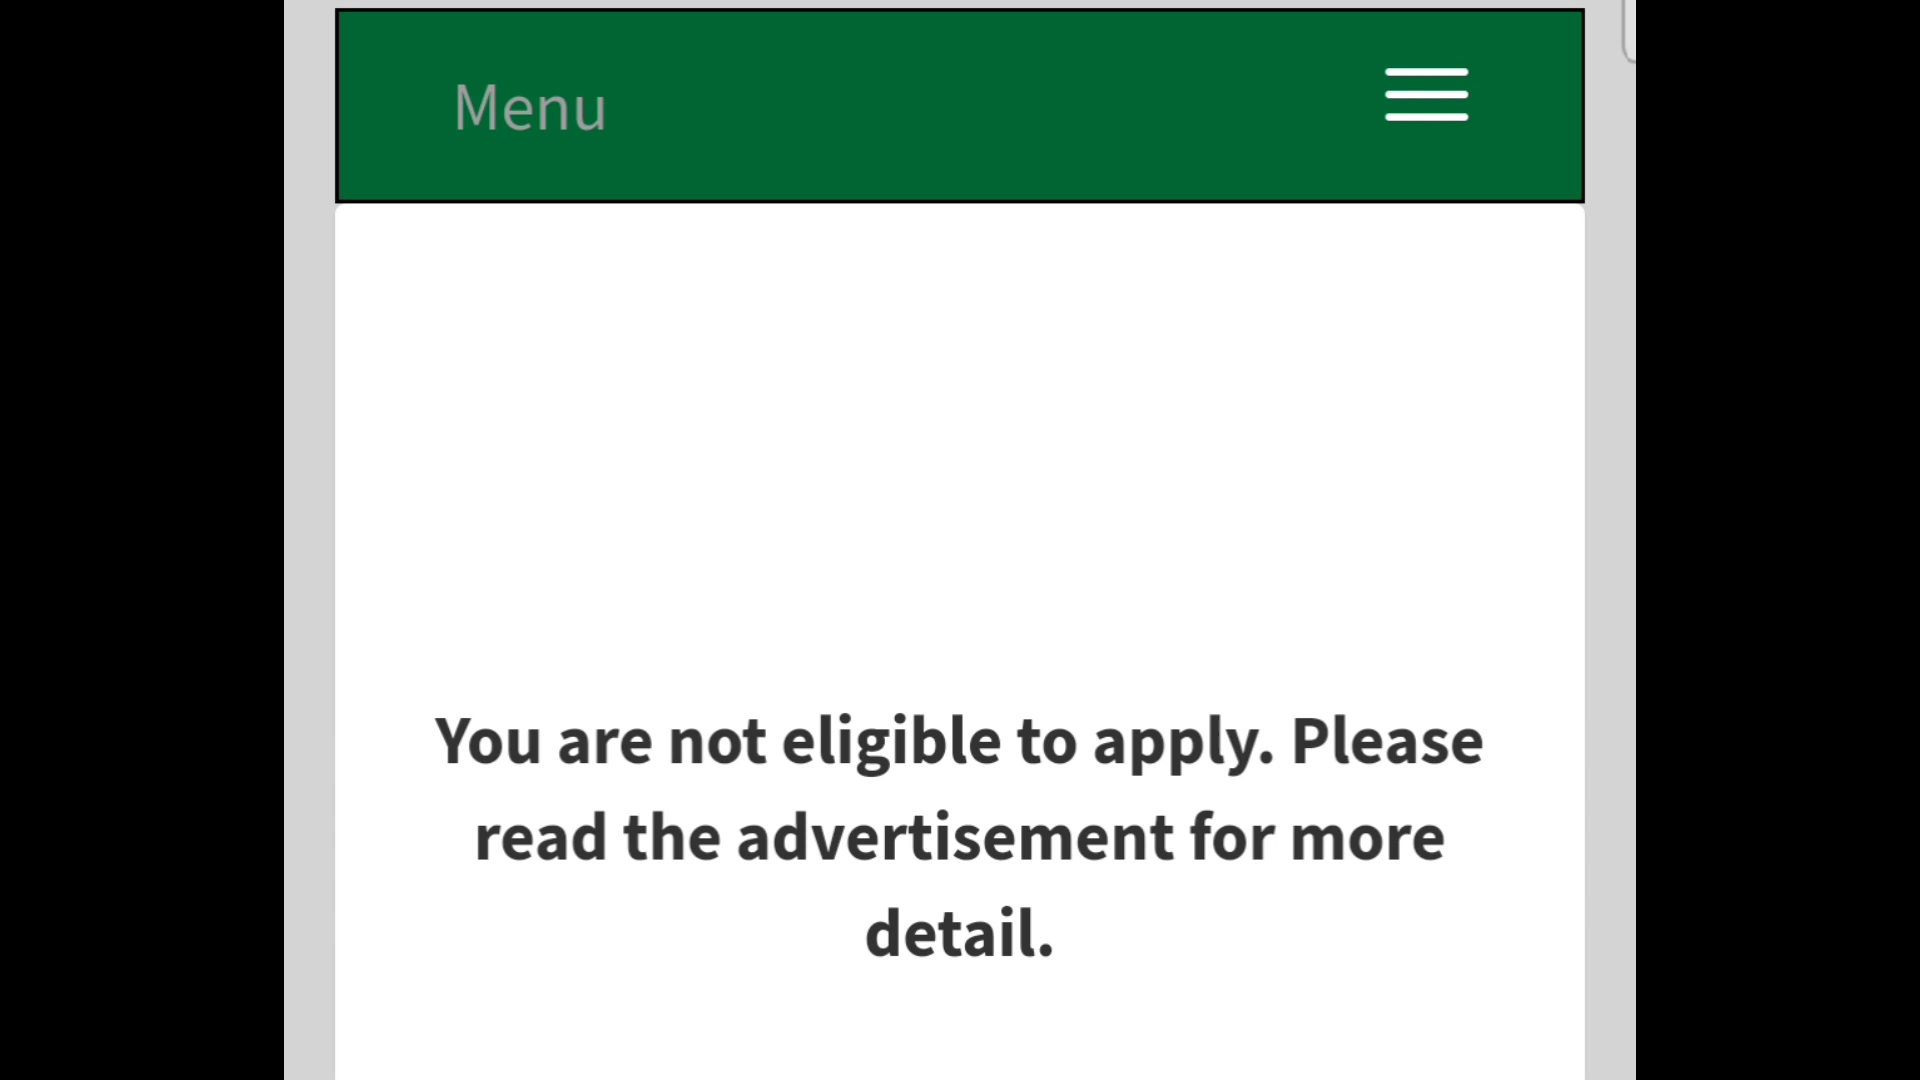 Menu
You are not eligible to apply. Please
read the advertisement for more
detail.